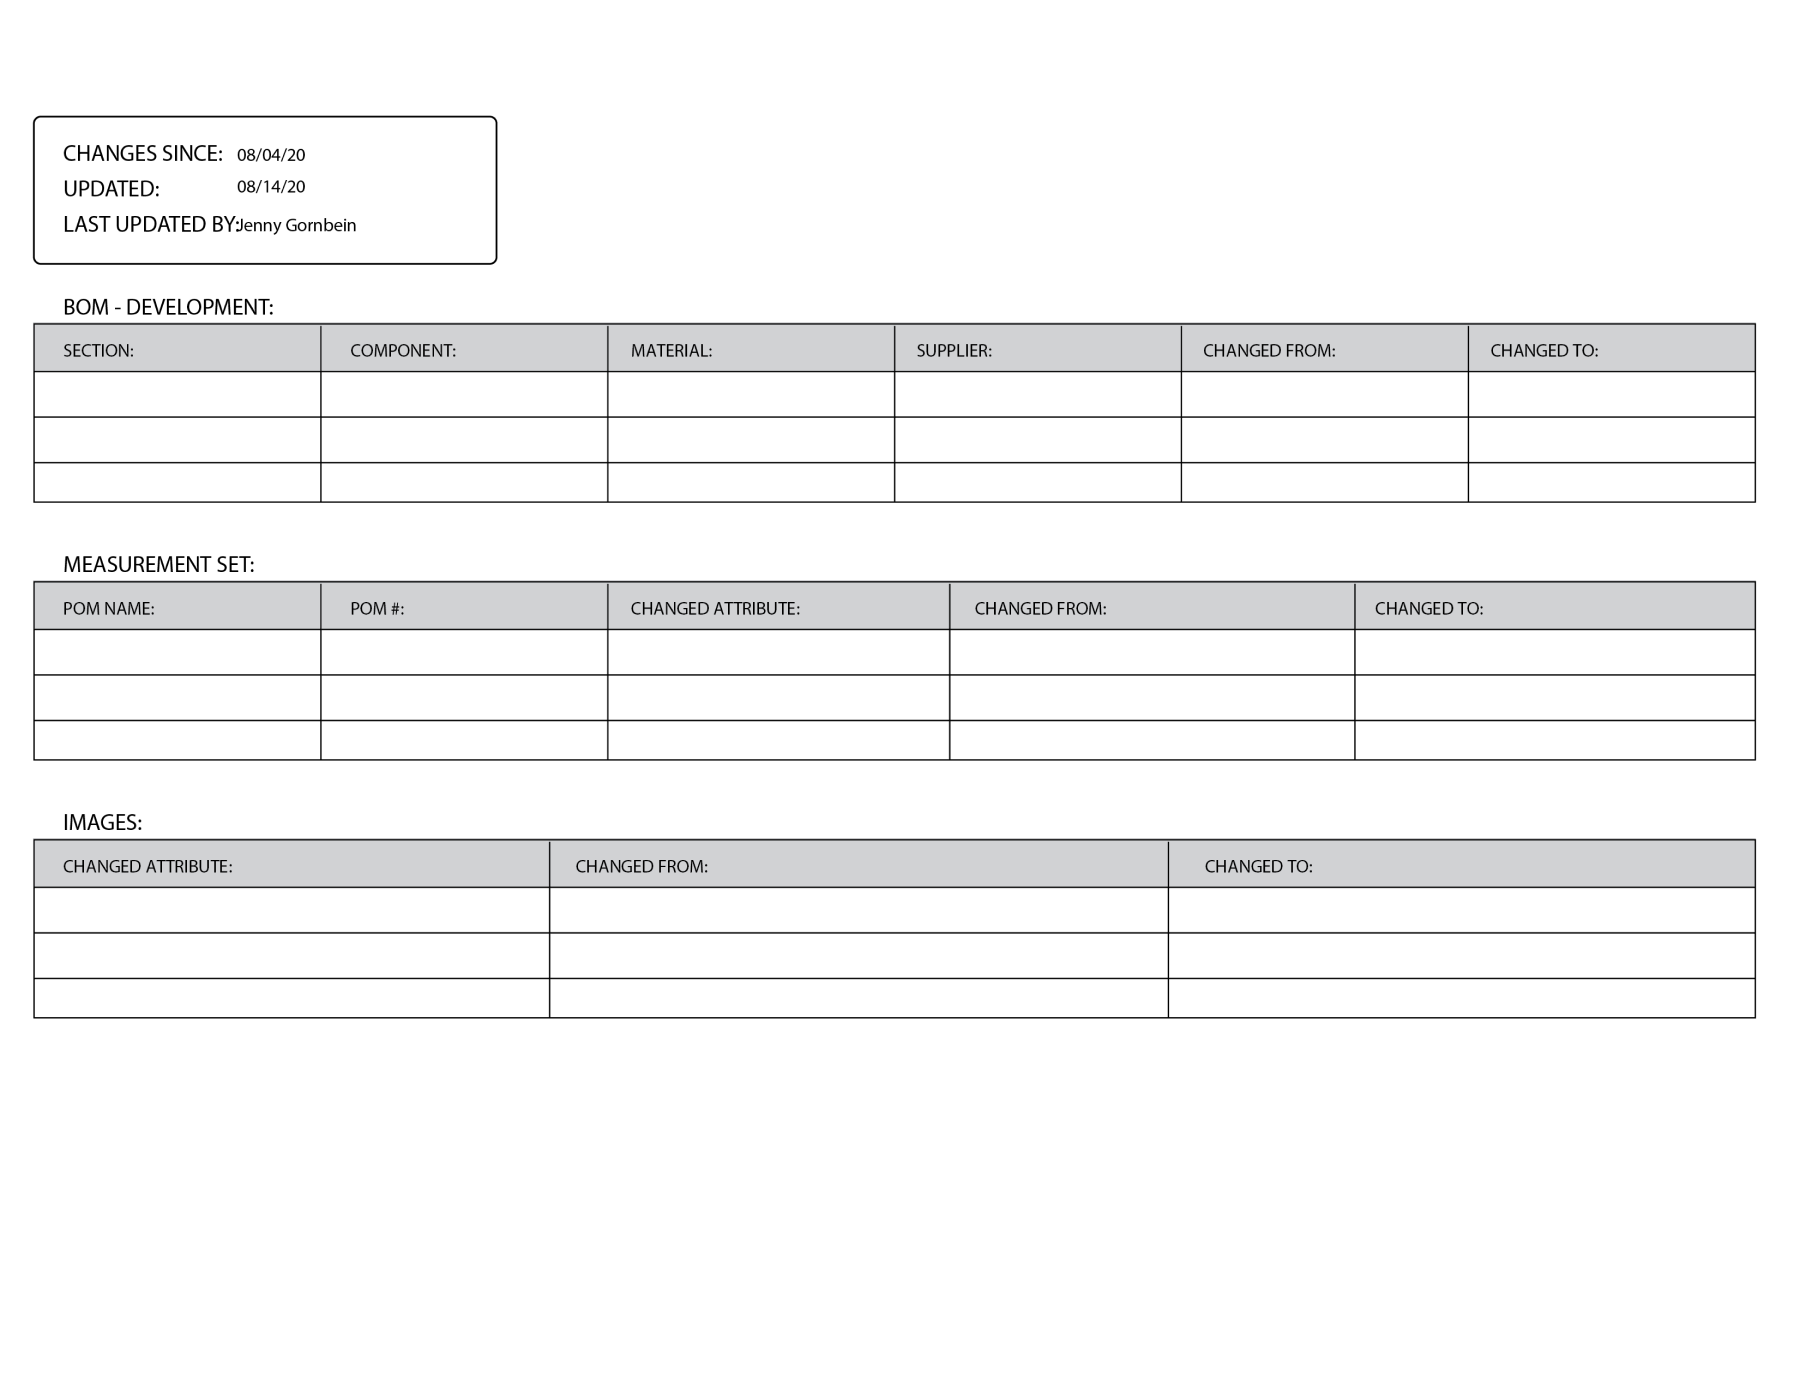 CHANGES SINCE: 08/04/20
UPDATED: 08/14/20
LAST UPDATED BY: Jenny Gornbein
BOM - DEVELOPMENT:
SECTION: COMPONENT: MATERIAL: SUPPLIER: CHANGED FROM: CHANGED TO:
MEASUREMENT SET:
POM NAME: POM #: CHANGED ATTRIBUTE: CHANGED FROM: CHANGED TO:
IMAGES:
CHANGED ATTRIBUTE: CHANGED FROM: CHANGED TO: